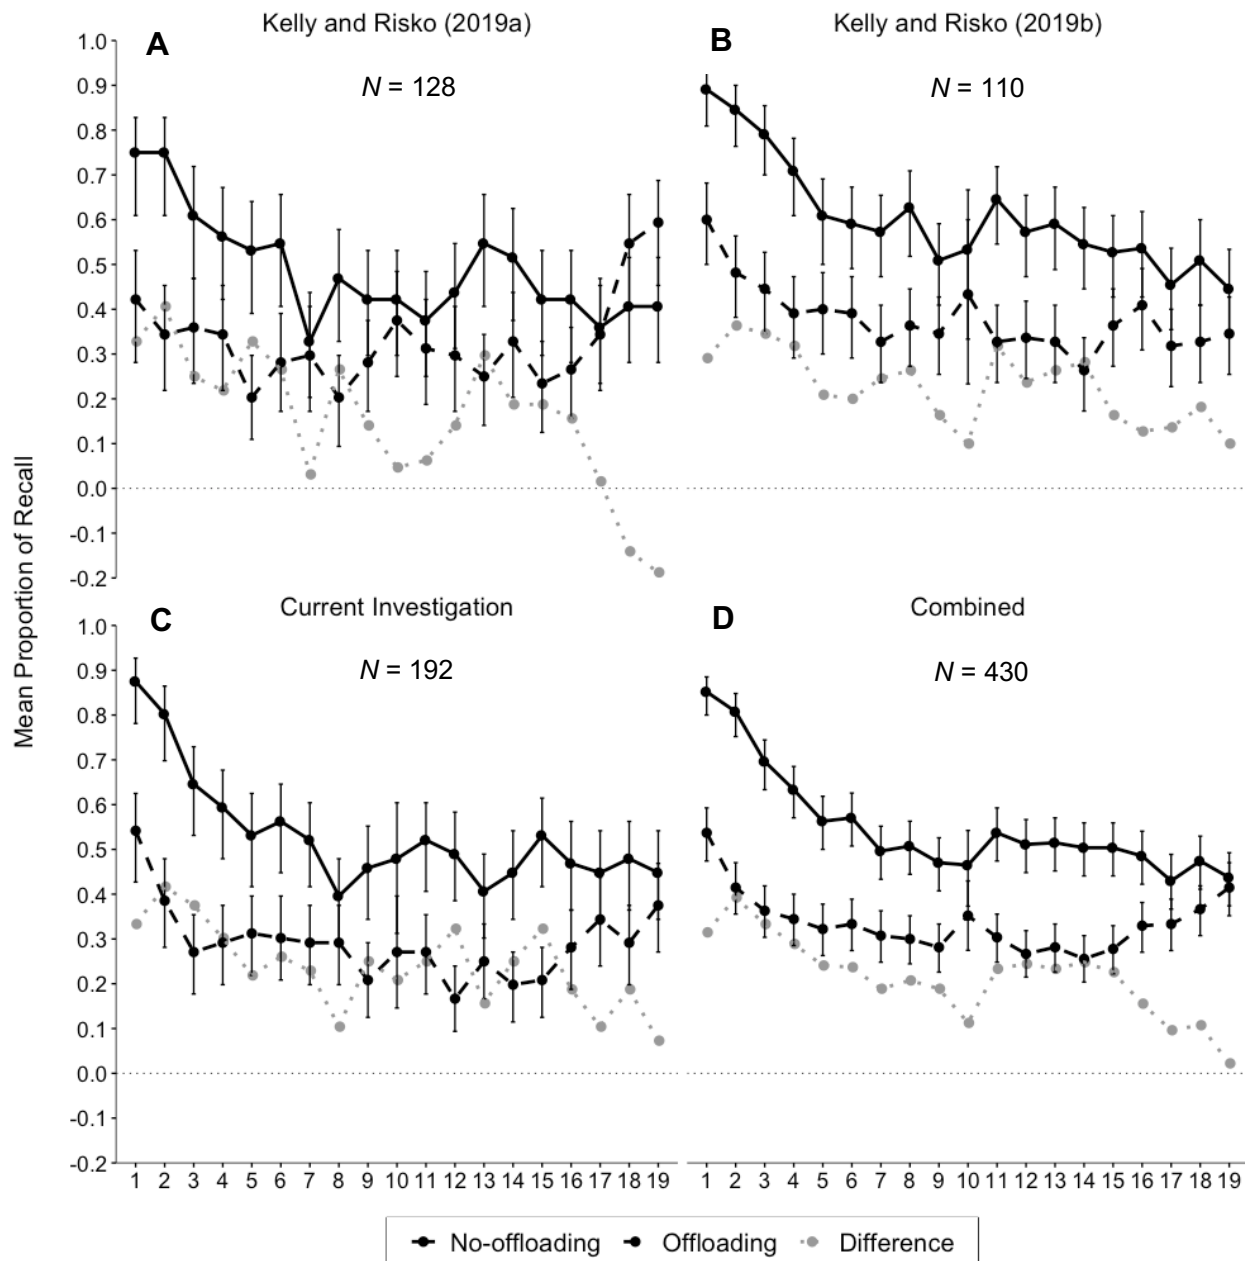 Kelly and Risko (2019a)
A
N = 128
1.0
0.9
0.8
0.7
0.6
0.5
0.4
0.3
0.2
0.1
0.0
-0.1
-0.2
Kelly and Risko (2019b)
B
N = 110
Mean Proportion of Recall
Current Investigation
C
N = 192
1.0
0.9
0.8
0.7
0.6
0.5
0.4
0.3
0.2
0.1
0.0
-0.1
-0.2
1 2 3 4 5 6 7 8 9 10 11 12 13 14 15 16 17 18 19
Combined
D
N = 430
1 2 3 4 5 6 7 8 9 10 11 12 13 14 15 16 17 18 19
No-offloading Offloading Difference